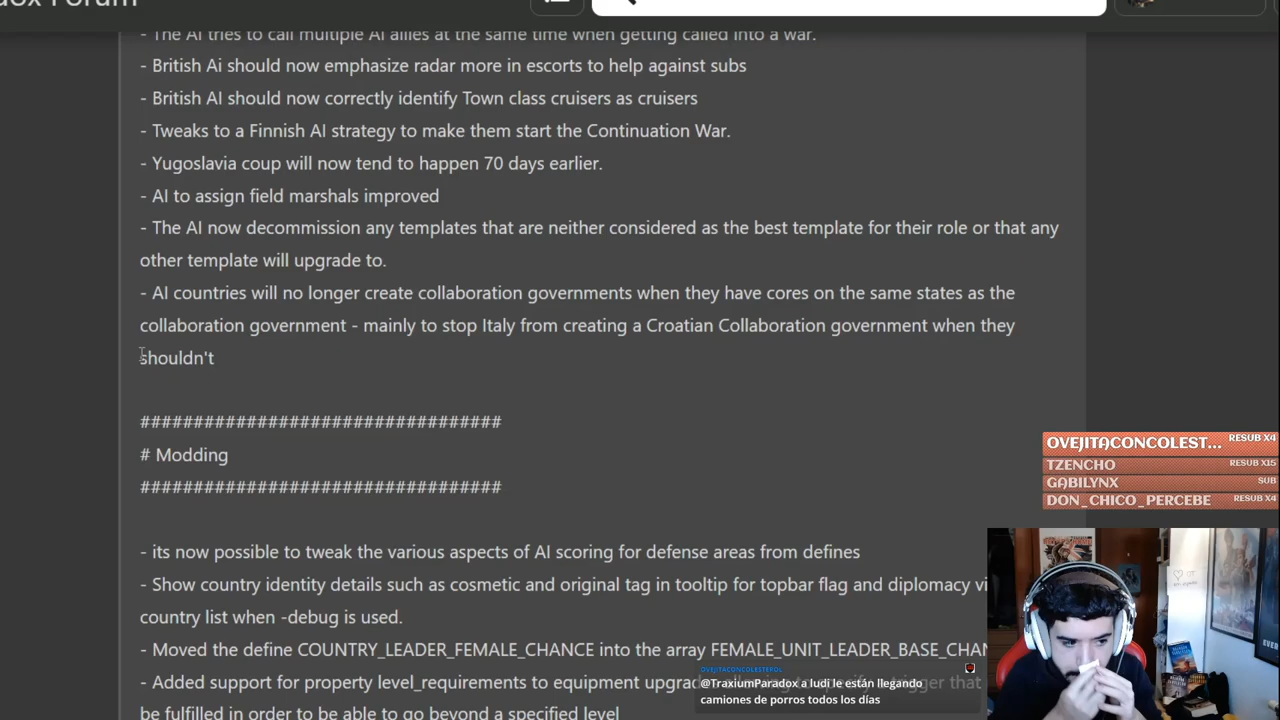 - The AI tries to call multiple AI allies at the same time when getting called into a war.
- British Ai should now emphasize radar more in escorts to help against subs
- British AI should now correctly identify Town class cruisers as cruisers
- Tweaks to a Finnish AI strategy to make them start the Continuation War.
- Yugoslavia coup will now tend to happen 70 days earlier.
- AI to assign field marshals improved
- The AI now decommission any templates that are neither considered as the best template for their role or that any
other template will upgrade to.
- AI countries will no longer create collaboration governments when they have cores on the same states as the
collaboration government - mainly to stop Italy from creating a Croatian Collaboration government when they
shouldn't
##################################
# Modding
##################################
- its now possible to tweak the various aspects of AI scoring for defense areas from defines
- Show country identity details such as cosmetic and original tag in tooltip for topbar flag and diplomacy vi
country list when -debug is used.
- Moved the define COUNTRY_LEADER_FEMALE_CHANCE into the array FEMALE_UNIT_LEADER_BASE_CHAN
- Added support for property level_requirements to equipment upgrad
be fulfilled in order to be able to go beyond a specified level
OVEJITACONCOLEST... RESUB X4
TZENCHO RESUB X15
GABILYNX SUB
DON_CHICO_PERCEBE RESUB X4
OVEJITACONCOLESTEROL
@TraxiumParadox a ludi le están llegando
camiones de porros todos los días